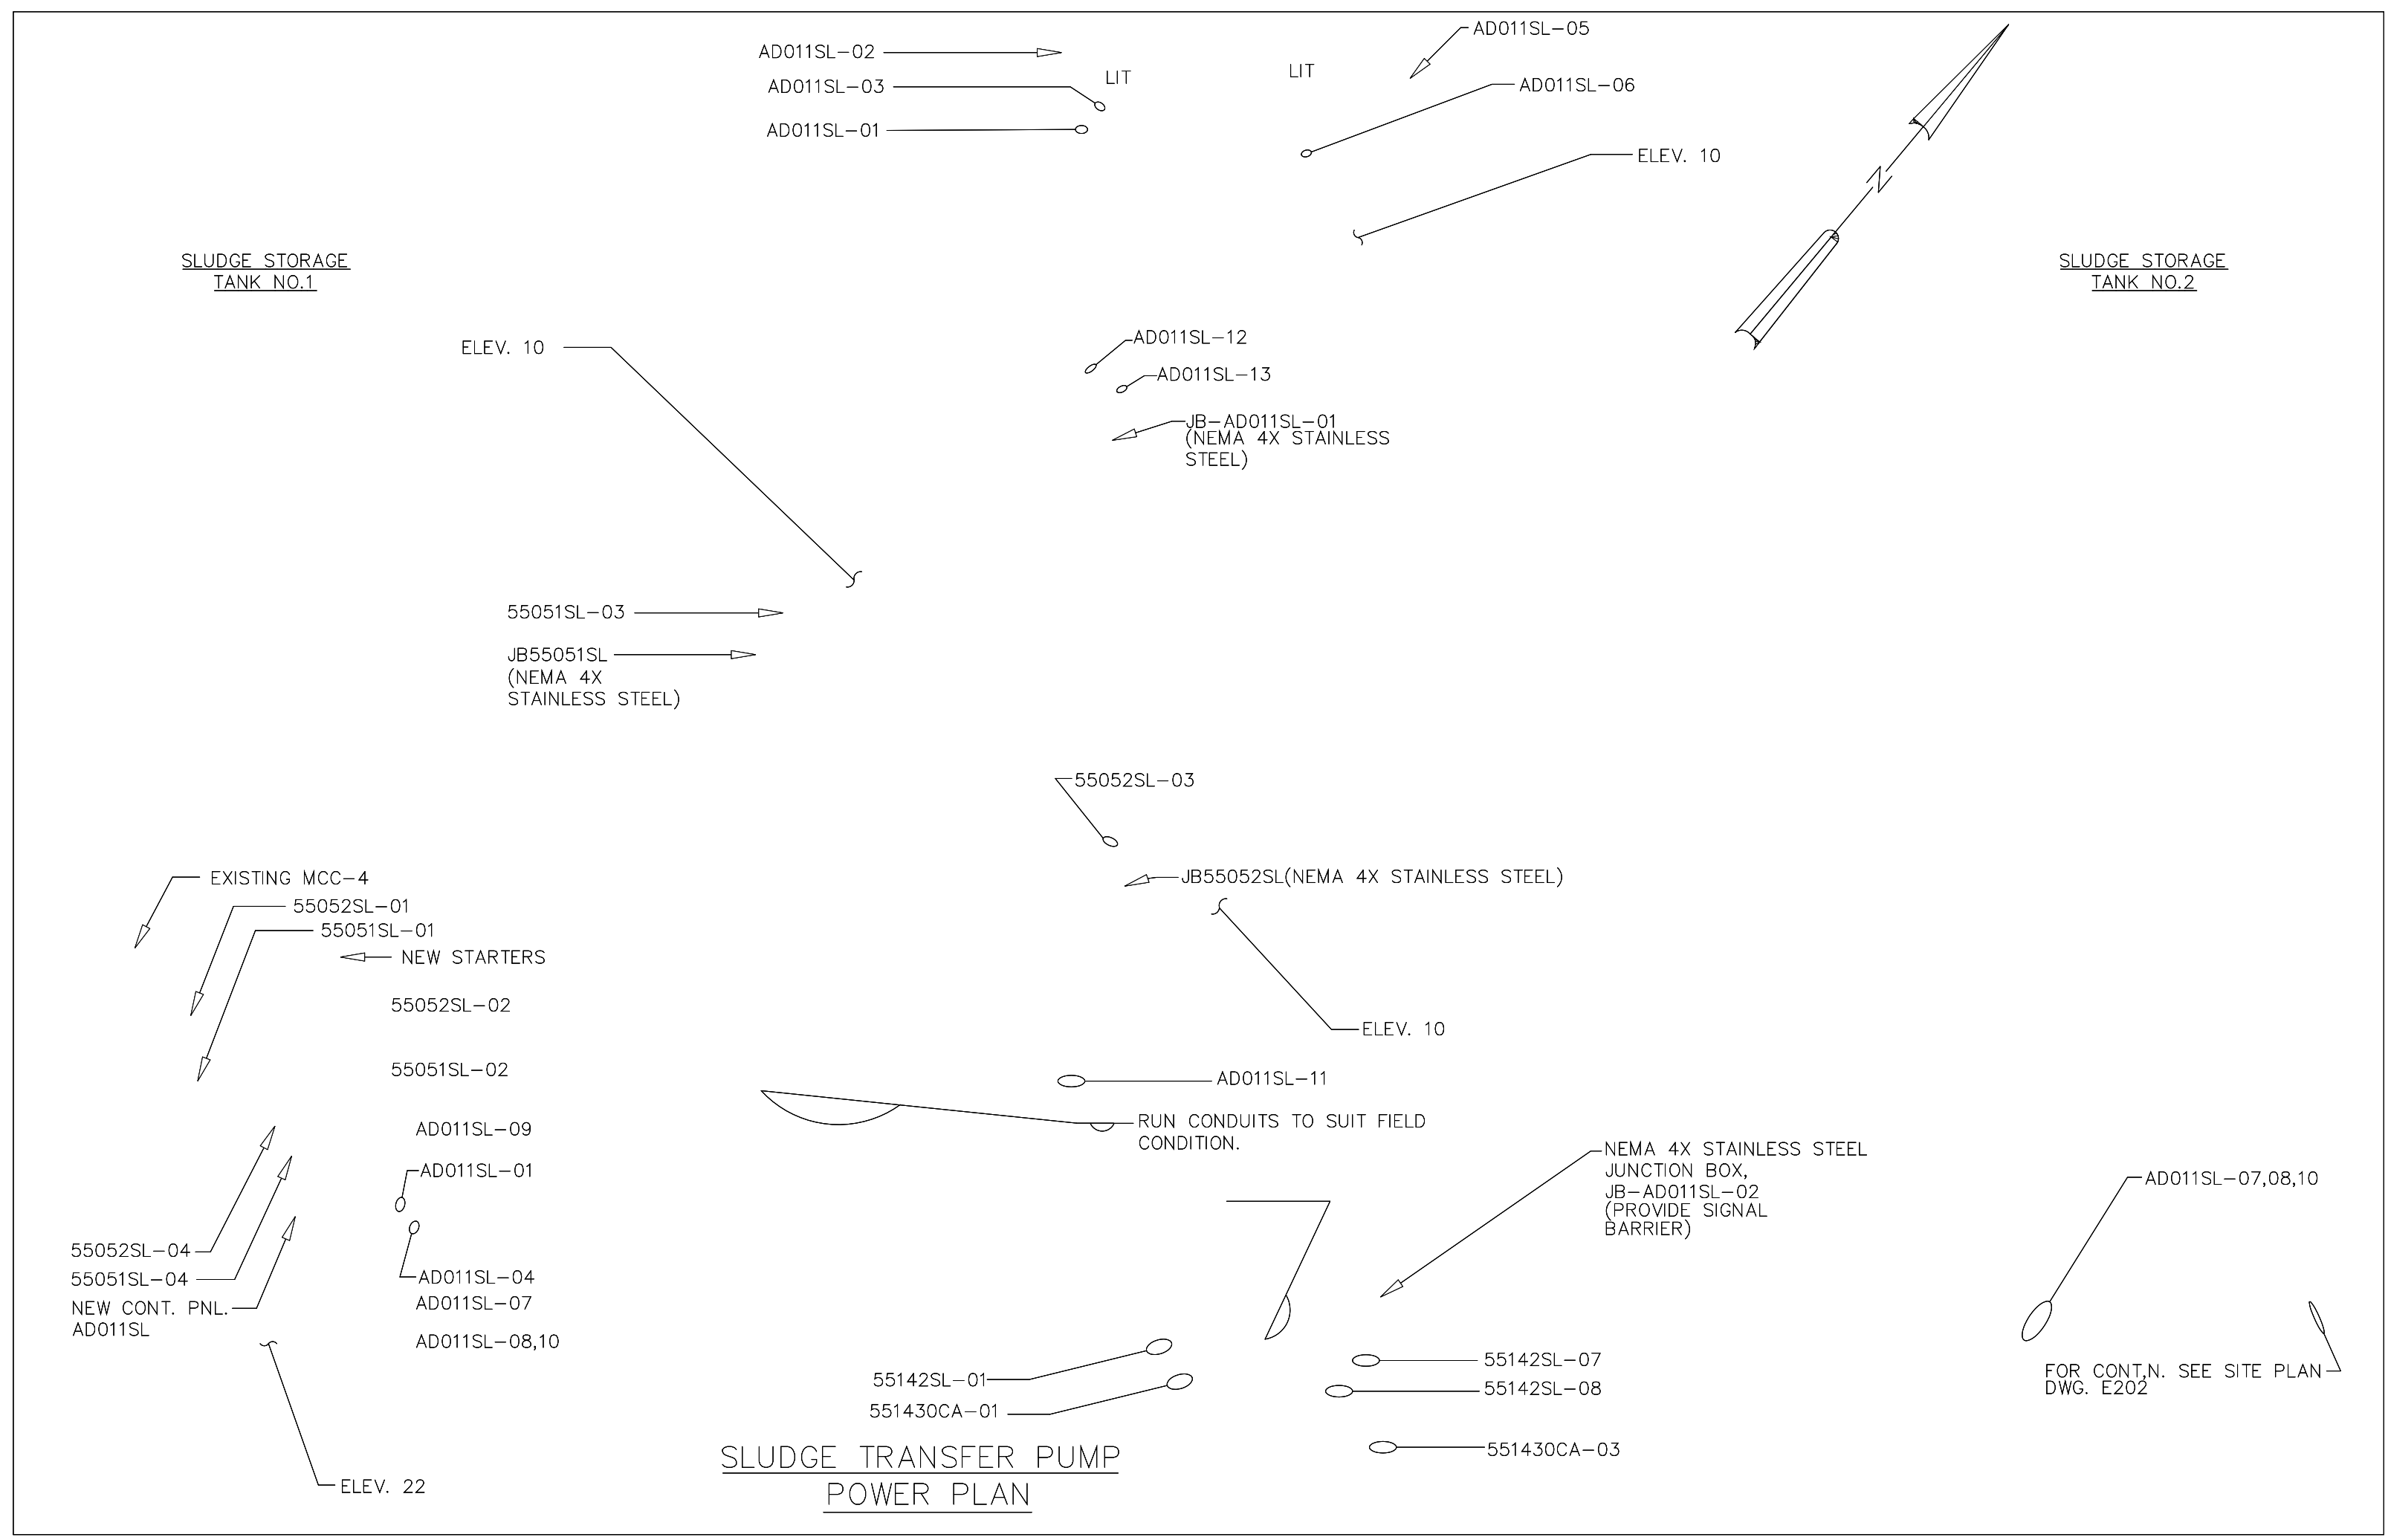 AD011SL-02
AD011SL-03
AD011SL-01
LIT
LIT
AD011SL-05
AD011SL-06
ELEV. 10
N
SLUDGE STORAGE
TANK NO.1
SLUDGE STORAGE
TANK NO.2
ELEV. 10
AD011SL-12
AD011SL-13
JB-AD011SL-01
(NEMA 4X STAINLESS
STEEL)
55051SL-03
JB55051SL
(NEMA 4X
STAINLESS STEEL)
55052SL-03
JB55052SL(NEMA 4X STAINLESS STEEL)
ELEV. 10
EXISTING MCC-4
55052SL-01
55051SL-01
NEW STARTERS
55052SL-02
55051SL-02
AD011SL-09
AD011SL-01
AD011SL-11
RUN CONDUITS TO SUIT FIELD
CONDITION.
NEMA 4X STAINLESS STEEL
JUNCTION BOX,
JB-AD011SL-02
(PROVIDE SIGNAL
BARRIER)
AD011SL-07,08,10
55052SL-04
55051SL-04
NEW CONT. PNL.
AD011SL
AD011SL-04
AD011SL-07
AD011SL-08,10
55142SL-01
551430CA-01
55142SL-07
55142SL-08
551430CA-03
FOR CONT,N. SEE SITE PLAN
DWG. E202
ELEV. 22
SLUDGE TRANSFER PUMP
POWER PLAN